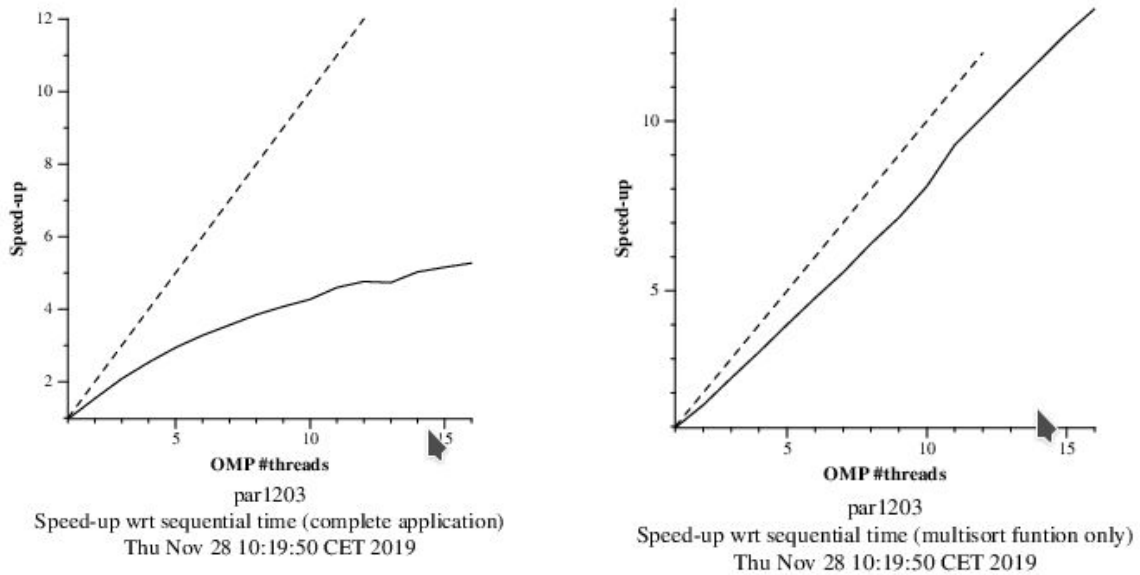 12
10
8
6
4
2
Speed-up
5
10
15
OMP #threads
par1203
Speed-up wrt sequential time (complete application)
Thu Nov 28 10:19:50 CET 2019
10
5
Speed-up
5
10
15
OMP #threads
par1203
Speed-up wrt sequential time (multisort funtion only)
Thu Nov 28 10:19:50 CET 2019